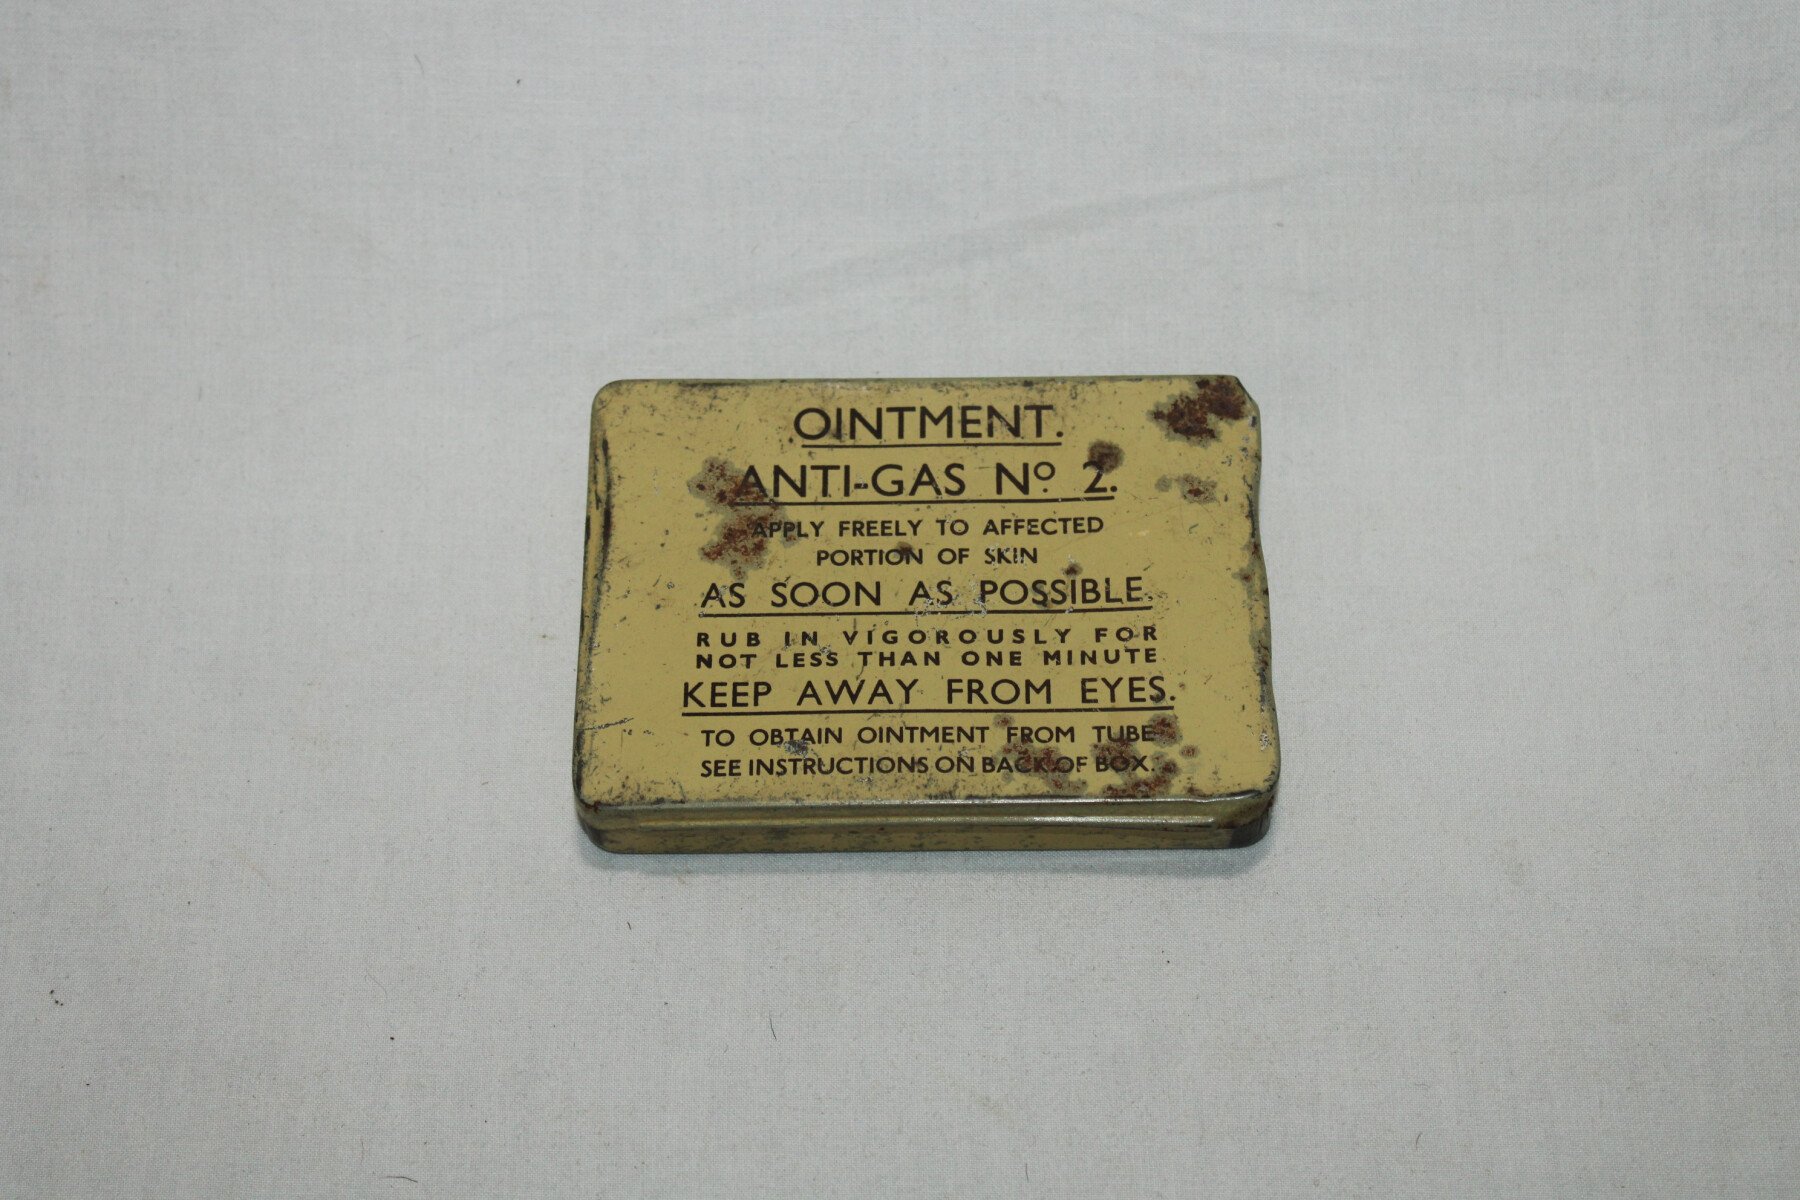 OINTMENT.
ANTI-GAS Nº 2.
APPLY FREELY TO AFFECTED
PORTION OF SKIN
AS SOON AS POSSIBLE.
RUB IN VIGOROUSLY FOR
NOT LESS THAN ONE MINUTE
KEEP AWAY FROM EYES.
TO OBTAIN OINTMENT FROM TUBE
SEE INSTRUCTIONS ON BACK OF BOX.